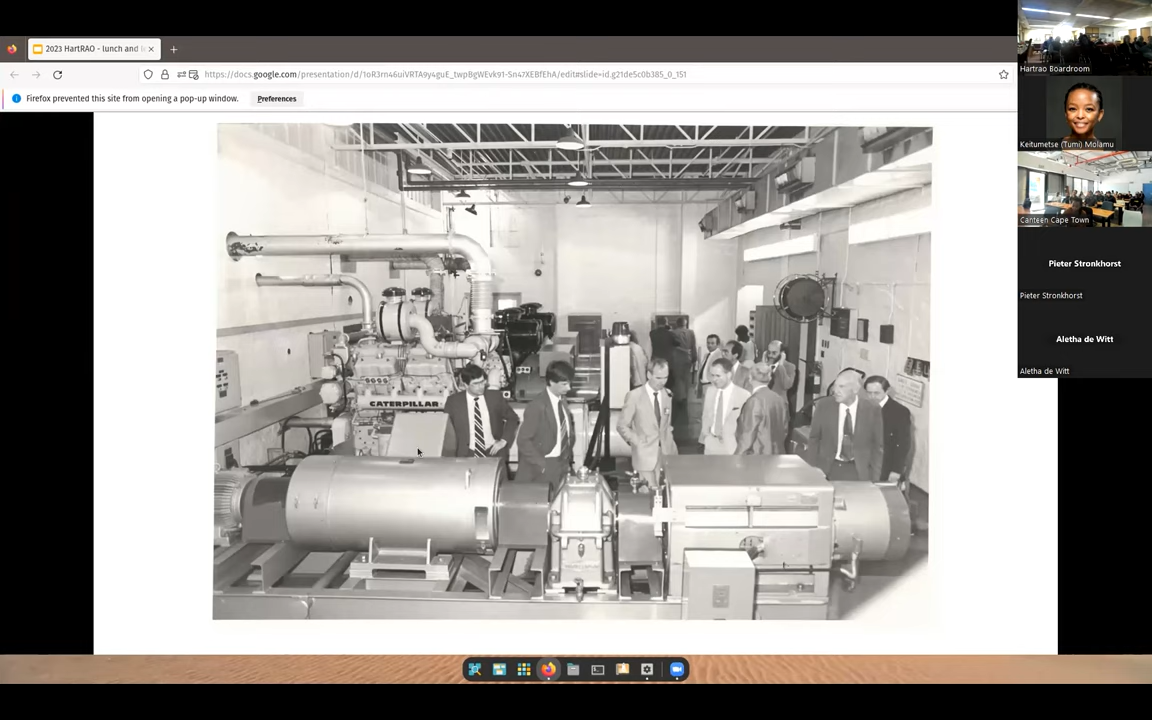 2023 HartRAO - lunch and l
https://docs.google.com/presentation/d/1oR3rn46uiVRTA9y4guE_twpBgWEvk91-Sn47XEBfEhA/edit#slide=id.g21de5c0b385_0_151
Firefox prevented this site from opening a pop-up window.
Preferences
CATERPILLAR
Hartrao Boardroom
Keitumetse (Tumi) Molamu
Canteen Cape Town
Pieter Stronkhorst
Pieter Stronkhorst
Aletha de Witt
Aletha de Witt